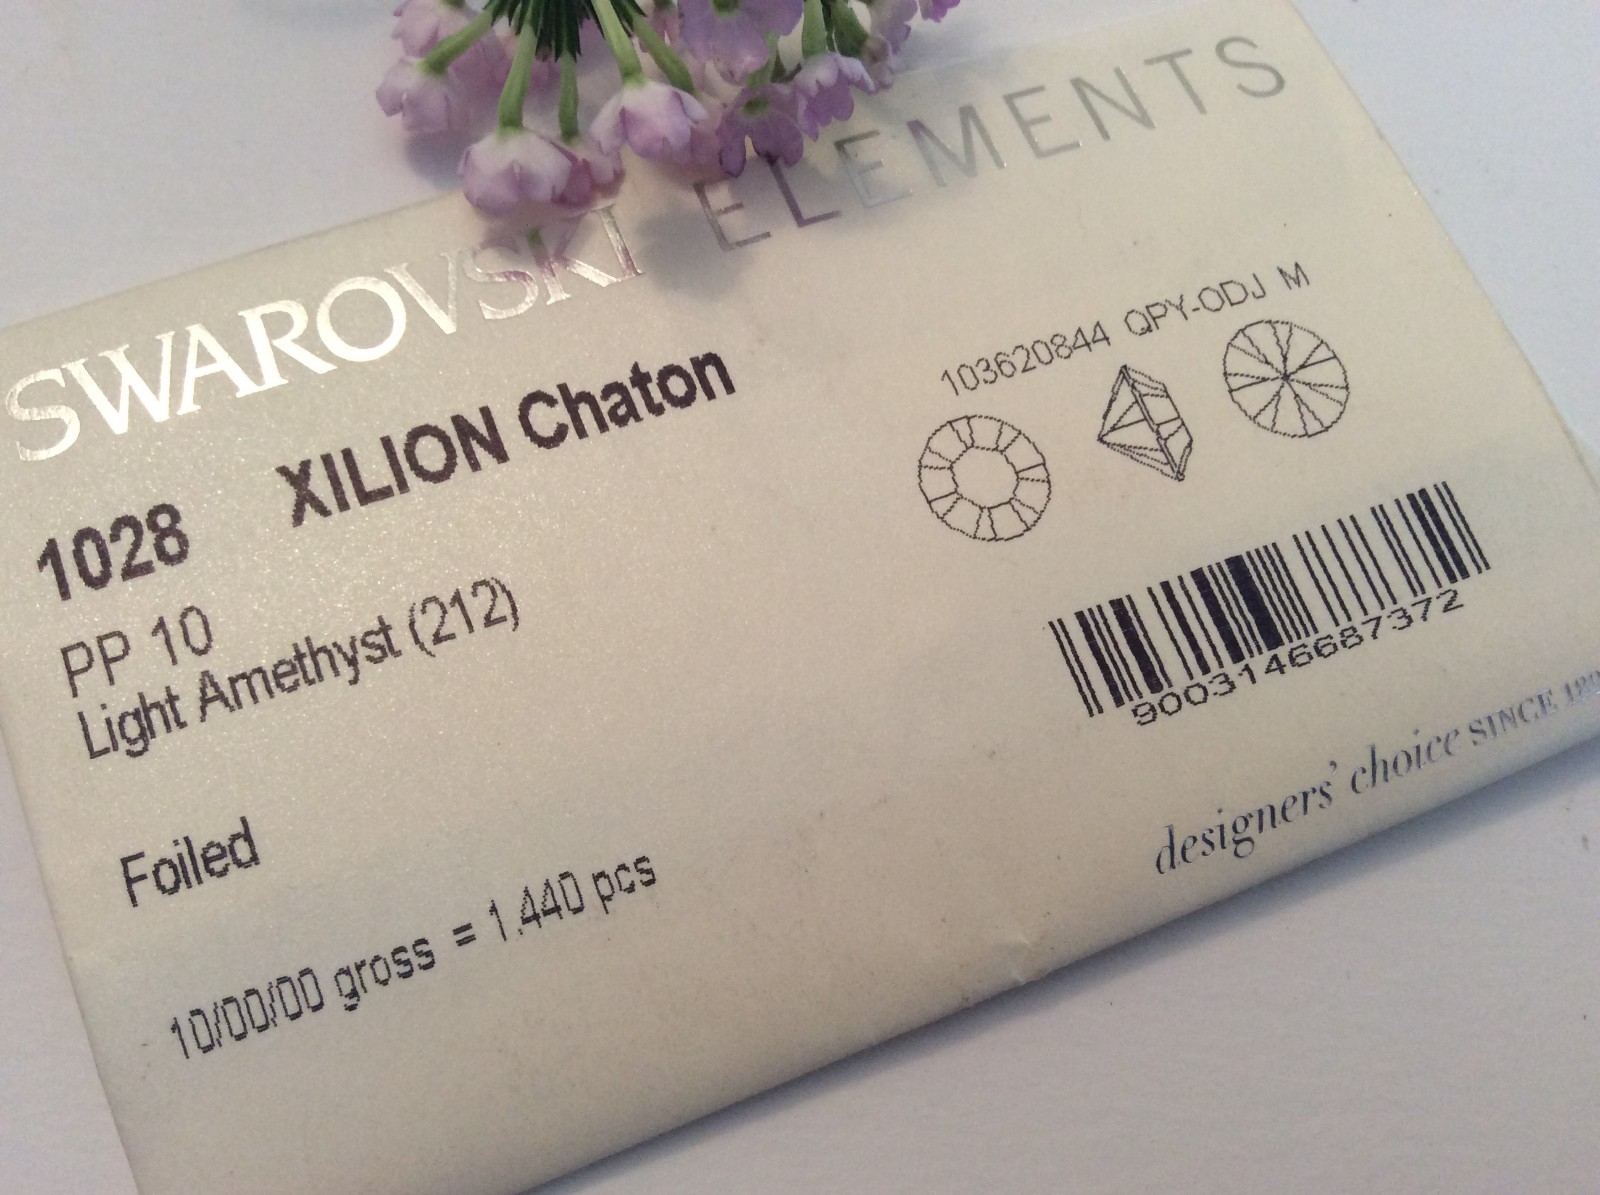 SWAROVSKI ELEMENTS
103620844 QPY-ODJ M
1028 XILION Chaton
PP 10
Light Amethyst (212)
9003146687372
Foiled
designers' choice SINCE
10/00/00 gross = 1.440 pcs